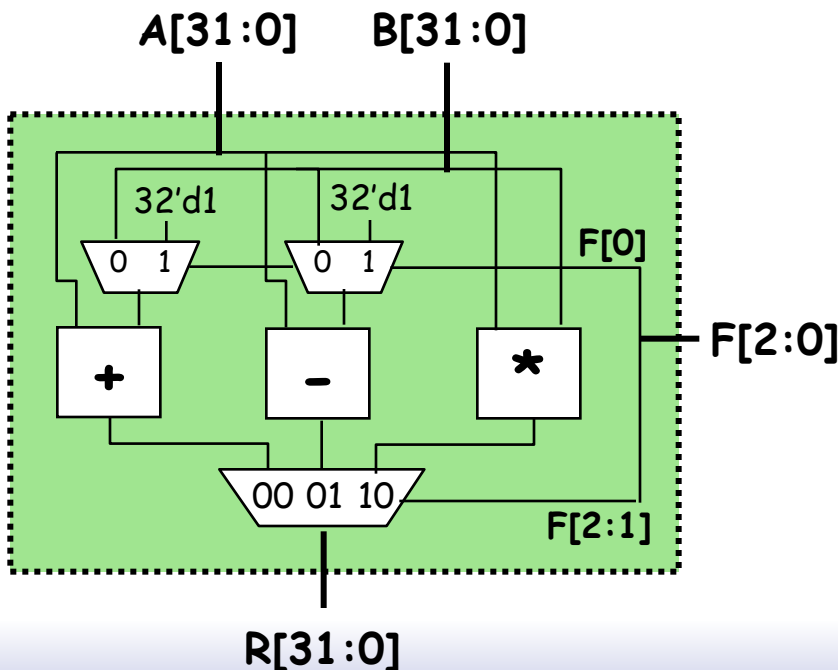 A[31:0] B[31:0]
32'd1 32'd1
F[0]
0 1 0 1
F[2:0]
+ - *
00 01 10
F[2:1]
R[31:0]